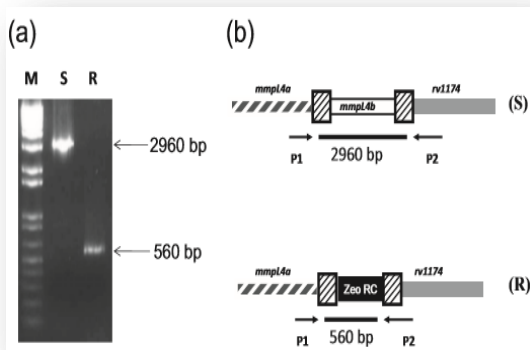 (a)
M S R
2960 bp
560 bp
(b)
mmpL4a mmpL4b rv1174 (S)
P1 2960 bp P2
mmpL4a Zeo RC rv1174 (R)
P1 560 bp P2